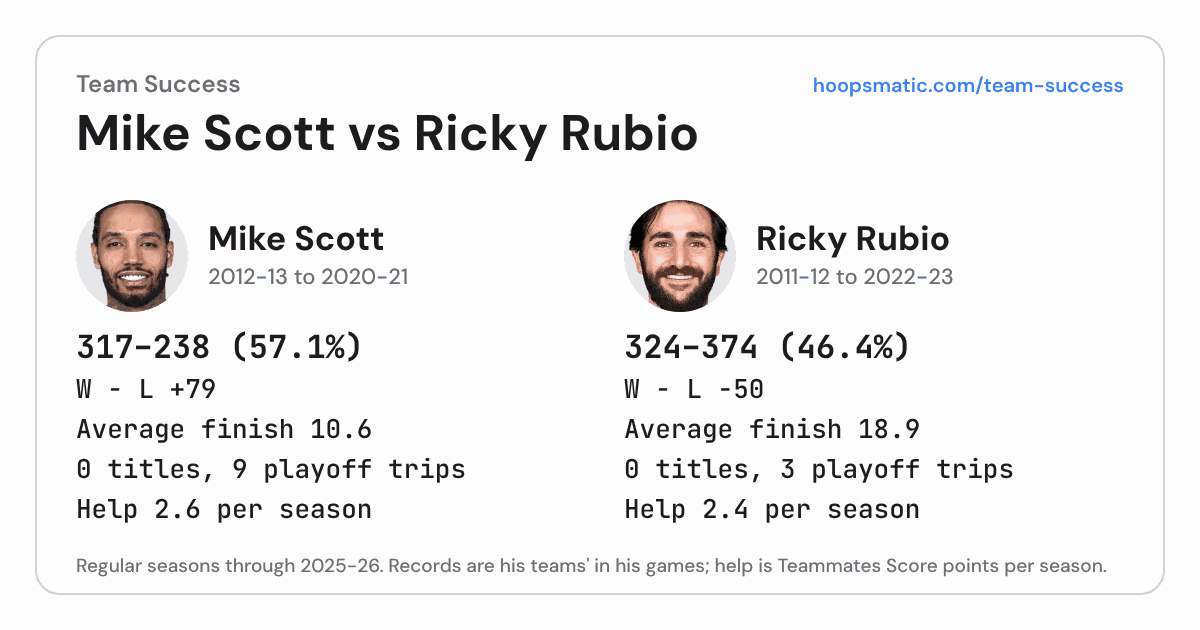 Team Success
hoopsmatic.com/team-success
Mike Scott vs Ricky Rubio
Mike Scott
2012-13 to 2020-21
317-238 (57.1%)
W - L +79
Average finish 10.6
0 titles, 9 playoff trips
Help 2.6 per season
Ricky Rubio
2011-12 to 2022-23
324-374 (46.4%)
W - L -50
Average finish 18.9
0 titles, 3 playoff trips
Help 2.4 per season
Regular seasons through 2025-26. Records are his teams' in his games; help is Teammates Score points per season.